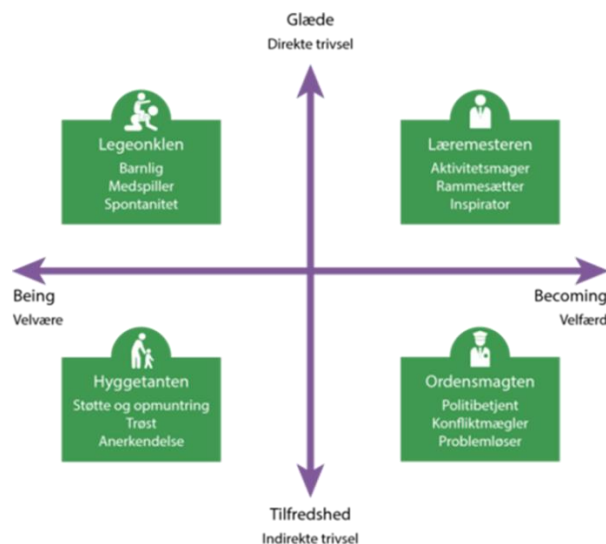 Glæde
Direkte trivsel
Legeonklen
Barnlig
Medspiller
Spontanitet
Læremesteren
Aktivitetsmager
Rammesætter
Inspirator
Being
Velvære
Becoming
Velfærd
Hyggetanten
Støtte og opmuntring
Trøst
Anerkendelse
Ordensmagten
Politibetjent
Konfliktmægler
Problemløser
Tilfredshed
Indirekte trivsel